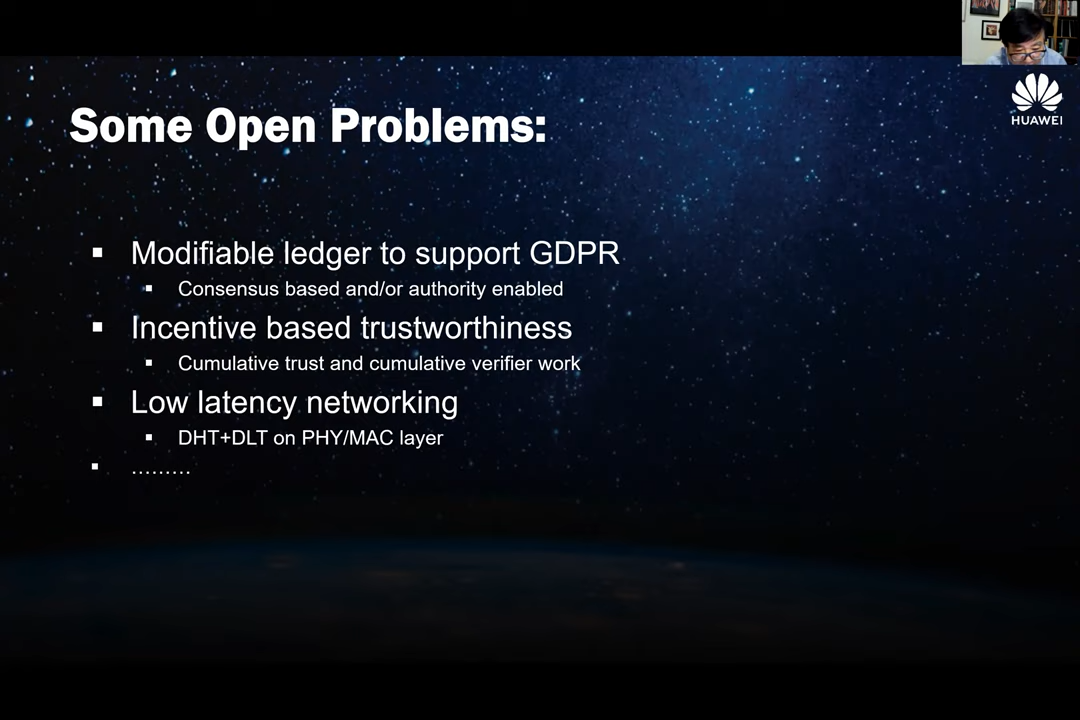 HUAWEI
Some Open Problems:
Modifiable ledger to support GDPR
Consensus based and/or authority enabled
Incentive based trustworthiness
Cumulative trust and cumulative verifier work
Low latency networking
DHT+DLT on PHY/MAC layer
.........